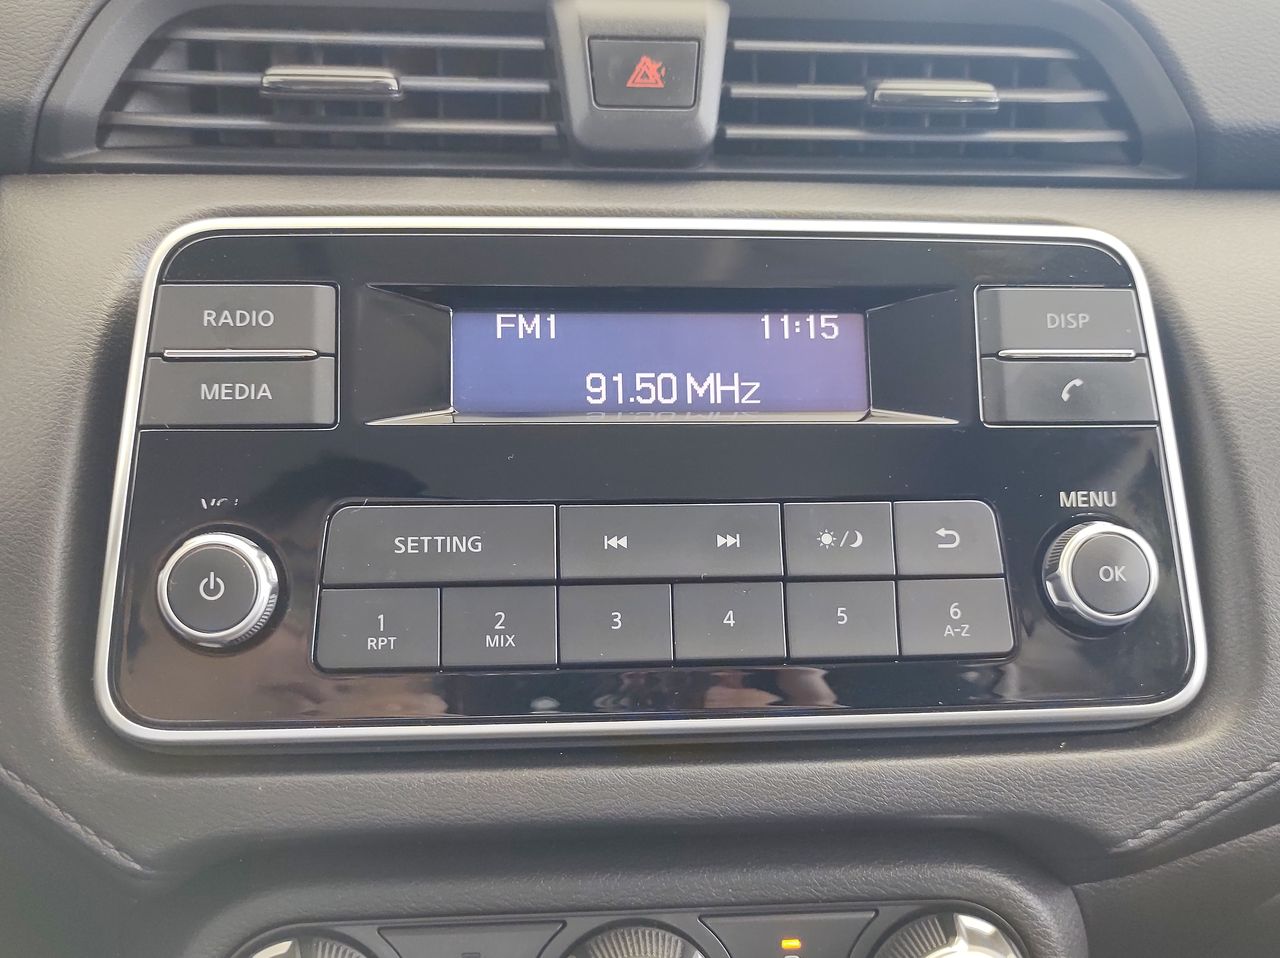 FM1 11:15
91.50 MHz
RADIO
MEDIA
DISP
MENU
SETTING
OK
1 2 3 4 5 6
RPT MIX A-Z